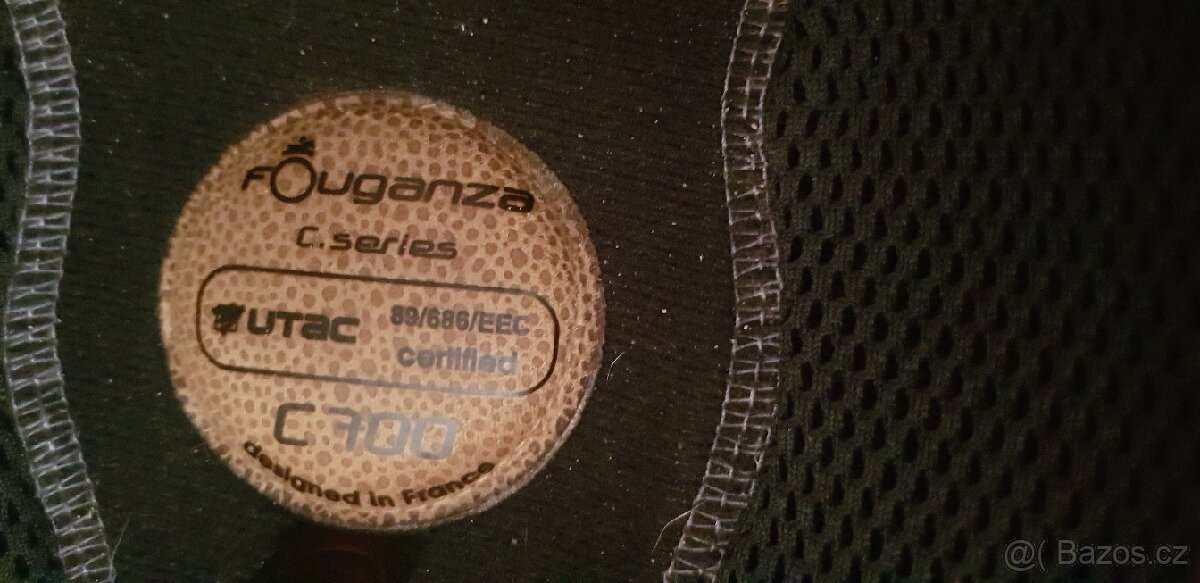 FOuganza
C.series
UTAC
89/686/EEC
certified
C700
designed in France
@( Bazos.cz